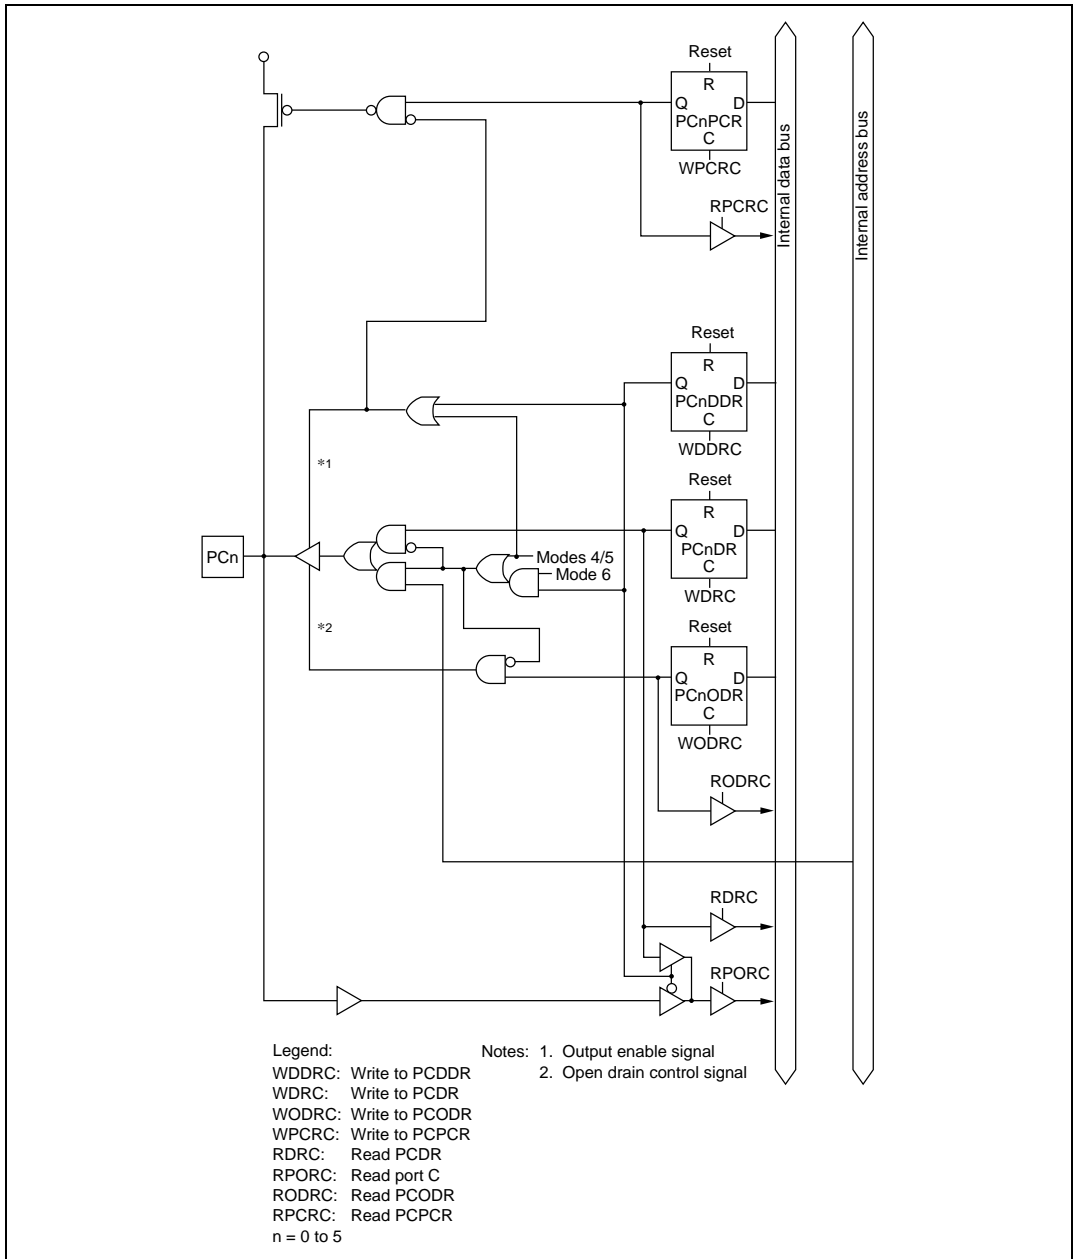 Reset
R
Q D
PCnPCR
C
WPCRC
RPCRC
Internal data bus
Internal address bus
Reset
R
Q D
PCnDDR
C
WDDRC
*1
Reset
R
Q D
PCnDR
C
WDRC
PCn
Modes 4/5
Mode 6
*2
Reset
R
Q D
PCnODR
C
WODRC
RODRC
RDRC
RPORC
Legend:
WDDRC: Write to PCDDR
WDRC: Write to PCDR
WODRC: Write to PCODR
WPCRC: Write to PCPCR
RDRC: Read PCDR
RPORC: Read port C
RODRC: Read PCODR
RPCRC: Read PCPCR
n = 0 to 5
Notes: 1. Output enable signal
2. Open drain control signal